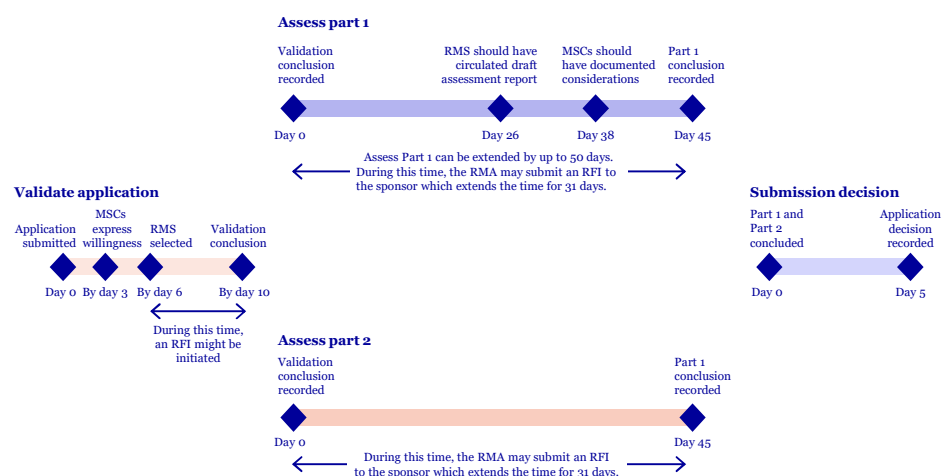 Assess part 1
Validation
conclusion
recorded
RMS should have
circulated draft
assessment report
MSCs should
have documented
considerations
Part 1
conclusion
recorded
Day 0
Day 26
Day 38
Day 45
Assess Part 1 can be extended by up to 50 days.
During this time, the RMA may submit an RFI to
the sponsor which extends the time for 31 days.
Validate application
Application
submitted
MSCs
express
willingness
RMS
selected
Validation
conclusion
Day 0
By day 3
By day 6
By day 10
During this time,
an RFI might be
initiated
Submission decision
Part 1 and
Part 2
concluded
Application
decision
recorded
Day 0
Day 5
Assess part 2
Validation
conclusion
recorded
Part 1
conclusion
recorded
Day 0
Day 45
During this time, the RMA may submit an RFI
to the sponsor which extends the time for 31 days.